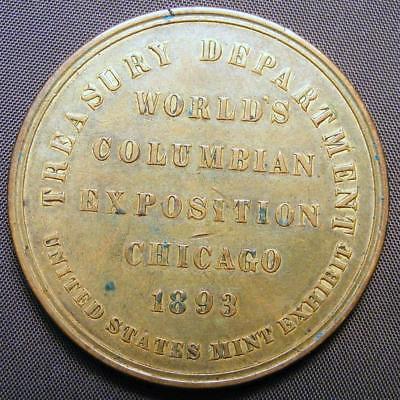 TREASURY DEPARTMENT
WORLD'S
COLUMBIAN
EXPOSITION
CHICAGO
1893
UNITED STATES MINT EXHIBIT